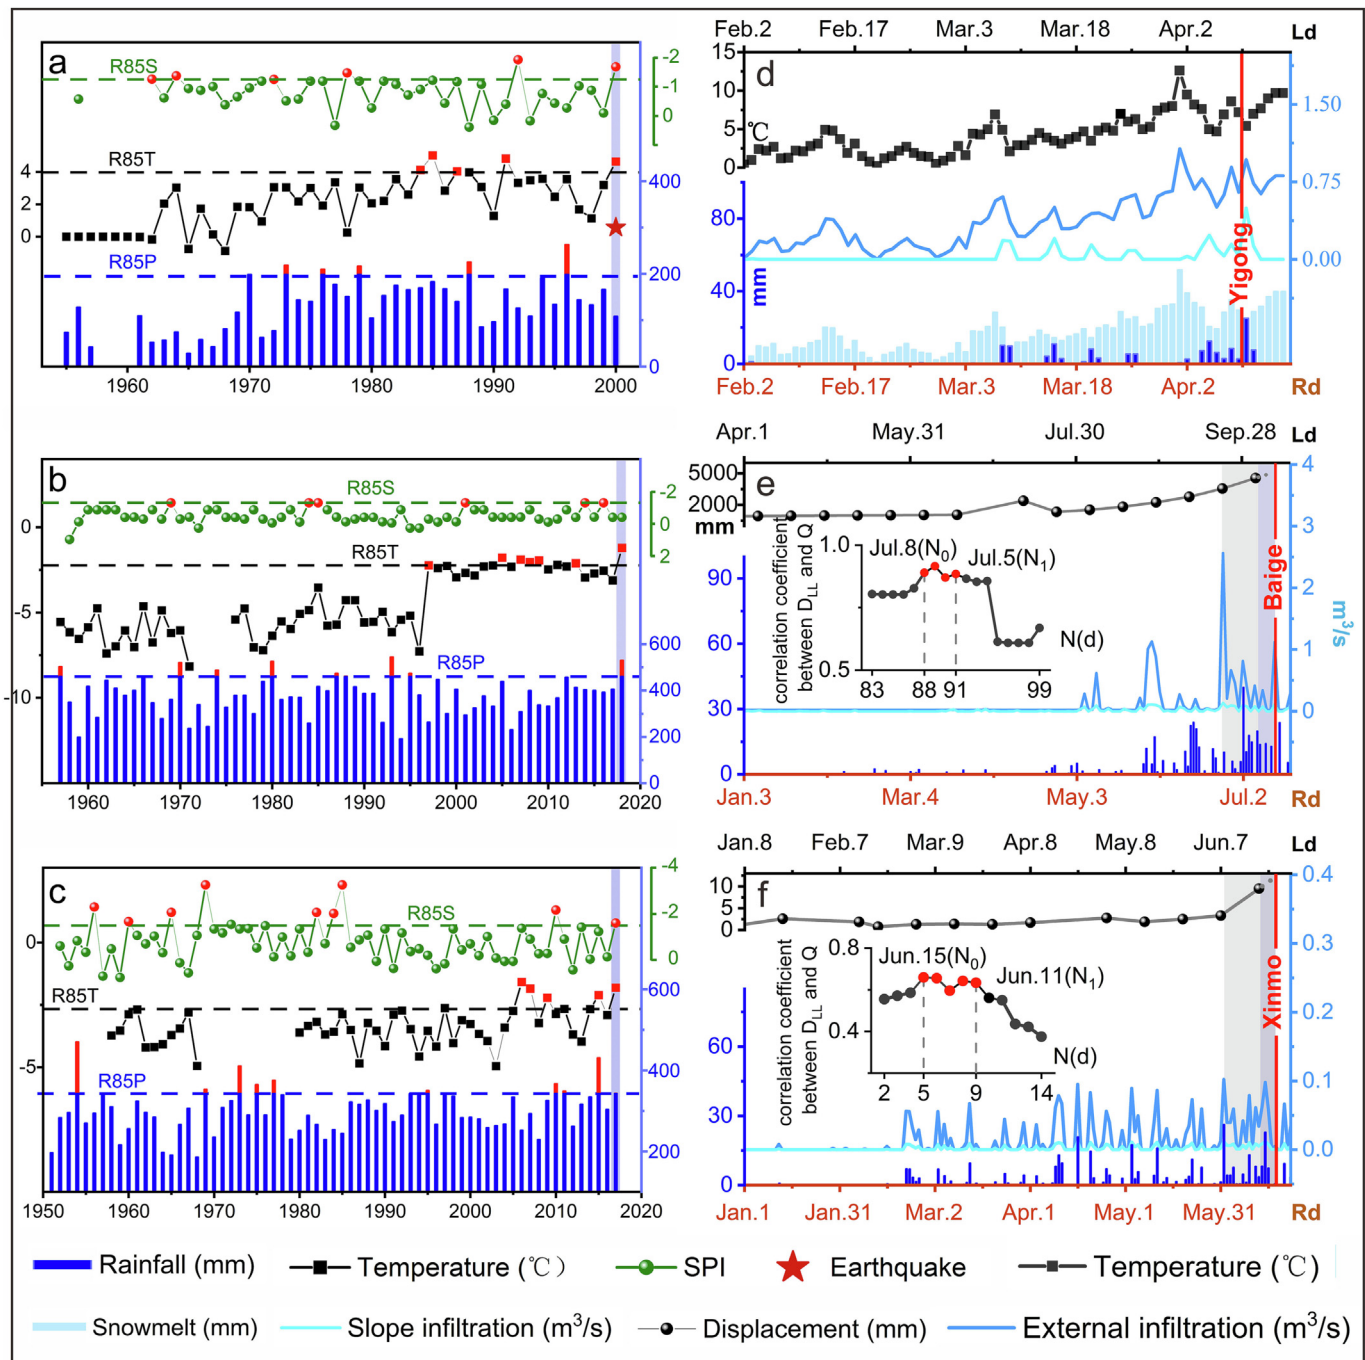 a
R85S
R85T
R85P
-2
-1
0
4
2
0
400
200
0
1960
1970
1980
1990
2000
Feb.2
Feb.17
Mar.3
Mar.18
Apr.2
Ld
d
15
10
5
0
℃
1.50
0.75
0.00
80
40
0
mm
Yigong
Feb.2
Feb.17
Mar.3
Mar.18
Apr.2
Rd
b
R85S
R85T
R85P
-2
0
2
0
-5
-10
600
400
200
0
1960
1970
1980
1990
2000
2010
2020
Apr.1
May.31
Jul.30
Sep.28
Ld
e
5000
2000
mm
4
3
2
1
0
m³/s
90
60
30
0
correlation coefficient
between D_LL and Q
1.0
0.5
Jul.8(N₀)
Jul.5(N₁)
N(d)
83
88
91
99
Baige
Jan.3
Mar.4
May.3
Jul.2
Rd
c
R85S
R85T
R85P
-4
-2
0
0
-5
600
400
200
1950
1960
1970
1980
1990
2000
2010
2020
Jan.8
Feb.7
Mar.9
Apr.8
May.8
Jun.7
Ld
f
10
5
0
0.4
0.3
0.2
0.1
0.0
60
30
0
correlation coefficient
between D_LL and Q
0.8
0.4
Jun.15(N₀)
Jun.11(N₁)
N(d)
2
5
9
14
Xinmo
Jan.1
Jan.31
Mar.2
Apr.1
May.1
May.31
Rd
Rainfall (mm)
Temperature (℃)
SPI
Earthquake
Temperature (℃)
Snowmelt (mm)
Slope infiltration (m³/s)
Displacement (mm)
External infiltration (m³/s)